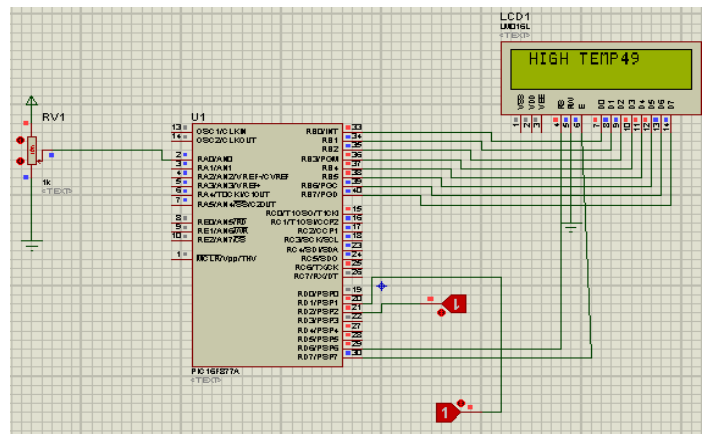 LCD1
LM016L
<TEXT>
HIGH TEMP49
VSS VDD VEE RS RW E D0 D1 D2 D3 D4 D5 D6 D7
1 2 3 4 5 6 7 8 9 10 11 12 13 14
RV1
1k
<TEXT>
U1
13 OSC1/CLKIN
14 OSC2/CLKOUT
2 RA0/AN0
3 RA1/AN1
4 RA2/AN2/VREF-/CVREF
5 RA3/AN3/VREF+
6 RA4/T0CKI/C1OUT
7 RA5/AN4/SS/C2OUT
8 RE0/AN5/RD
9 RE1/AN6/WR
10 RE2/AN7/CS
1 MCLR/Vpp/THV
RB0/INT 33
RB1 34
RB2 35
RB3/PGM 36
RB4 37
RB5 38
RB6/PGC 39
RB7/PGD 40
RC0/T1OSO/T1CKI 15
RC1/T1OSI/CCP2 16
RC2/CCP1 17
RC3/SCK/SCL 18
RC4/SDI/SDA 23
RC5/SDO 24
RC6/TX/CK 25
RC7/RX/DT 26
RD0/PSP0 19
RD1/PSP1 20
RD2/PSP2 21
RD3/PSP3 22
RD4/PSP4 27
RD5/PSP5 28
RD6/PSP6 29
RD7/PSP7 30
PIC16F877A
<TEXT>
1
1